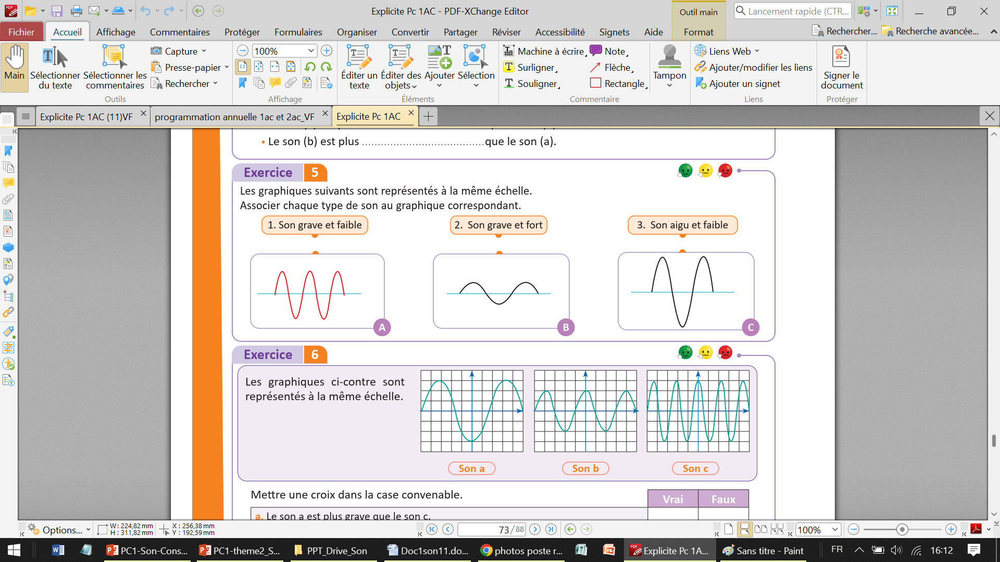 Explicite Pc 1AC - PDF-XChange Editor
Outil main
Lancement rapide (CTR...
Fichier
Accueil
Affichage
Commentaires
Protéger
Formulaires
Organiser
Convertir
Partager
Réviser
Accessibilité
Signets
Aide
Format
Rechercher...
Recherche avancée...
Main
Sélectionner du texte
Sélectionner les commentaires
Capture
Presse-papier
Rechercher
Outils
100%
Affichage
Éditer un texte
Éditer des objets
Ajouter
Sélection
Éléments
Machine à écrire
Surligner
Souligner
Note
Flèche
Rectangle
Tampon
Commentaire
Liens Web
Ajouter/modifier les liens
Ajouter un signet
Liens
Signer le document
Protéger
Explicite Pc 1AC (11)VF
programmation annuelle 1ac et 2ac_VF
Explicite Pc 1AC
• Le son (b) est plus .......................................que le son (a).
Exercice 5
Les graphiques suivants sont représentés à la même échelle.
Associer chaque type de son au graphique correspondant.
1. Son grave et faible
2. Son grave et fort
3. Son aigu et faible
A
B
C
Exercice 6
Les graphiques ci-contre sont
représentés à la même échelle.
Son a
Son b
Son c
Mettre une croix dans la case convenable.
Vrai
Faux
a. Le son a est plus grave que le son c.
Options...
W : 224,82 mm
H : 311,82 mm
X : 256,38 mm
Y : 192,59 mm
73 / 88
100%
PC1-Son-Cons...
PC1-theme2_S...
PPT_Drive_Son
Doc1son11.do...
photos poste r...
Explicite Pc 1A...
Sans titre - Paint
FR
16:12